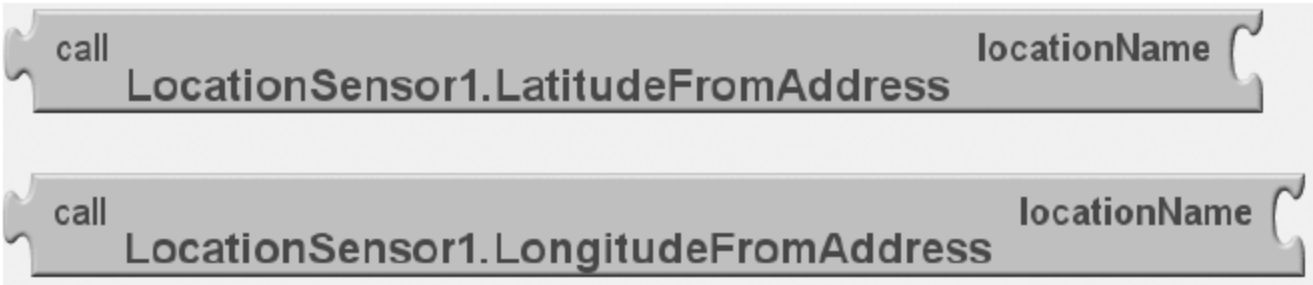 call locationName
LocationSensor1.LatitudeFromAddress
call locationName
LocationSensor1.LongitudeFromAddress